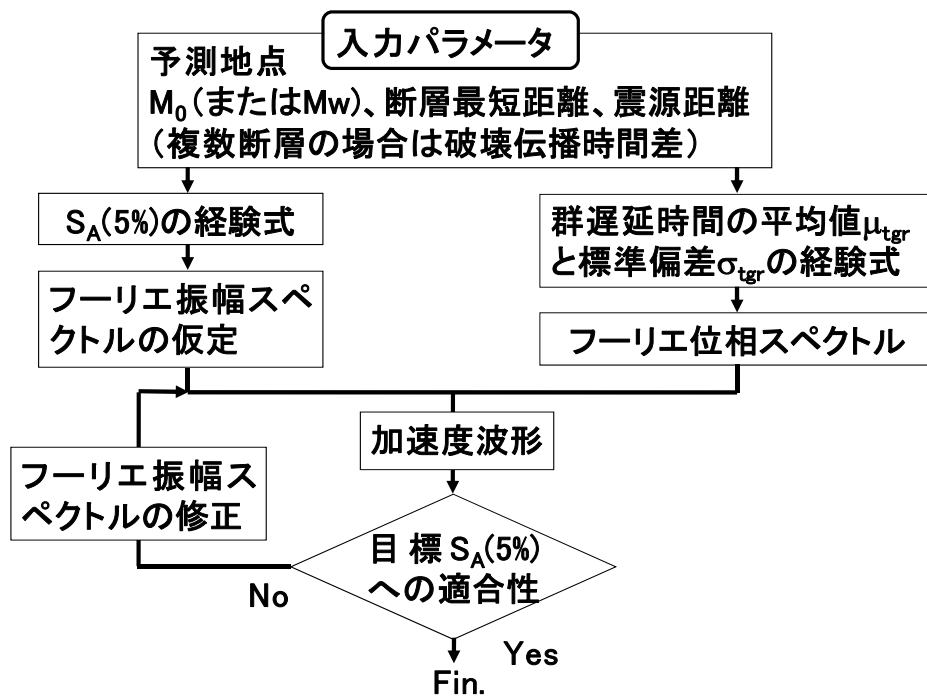 入力パラメータ
予測地点
M₀(またはMw)、断層最短距離、震源距離
(複数断層の場合は破壊伝播時間差)
S_A(5%)の経験式
フーリエ振幅スペ
クトルの仮定
群遅延時間の平均値μ_tgr
と標準偏差σ_tgrの経験式
フーリエ位相スペクトル
加速度波形
フーリエ振幅ス
ペクトルの修正
目標S_A(5%)
への適合性
No
Yes
Fin.